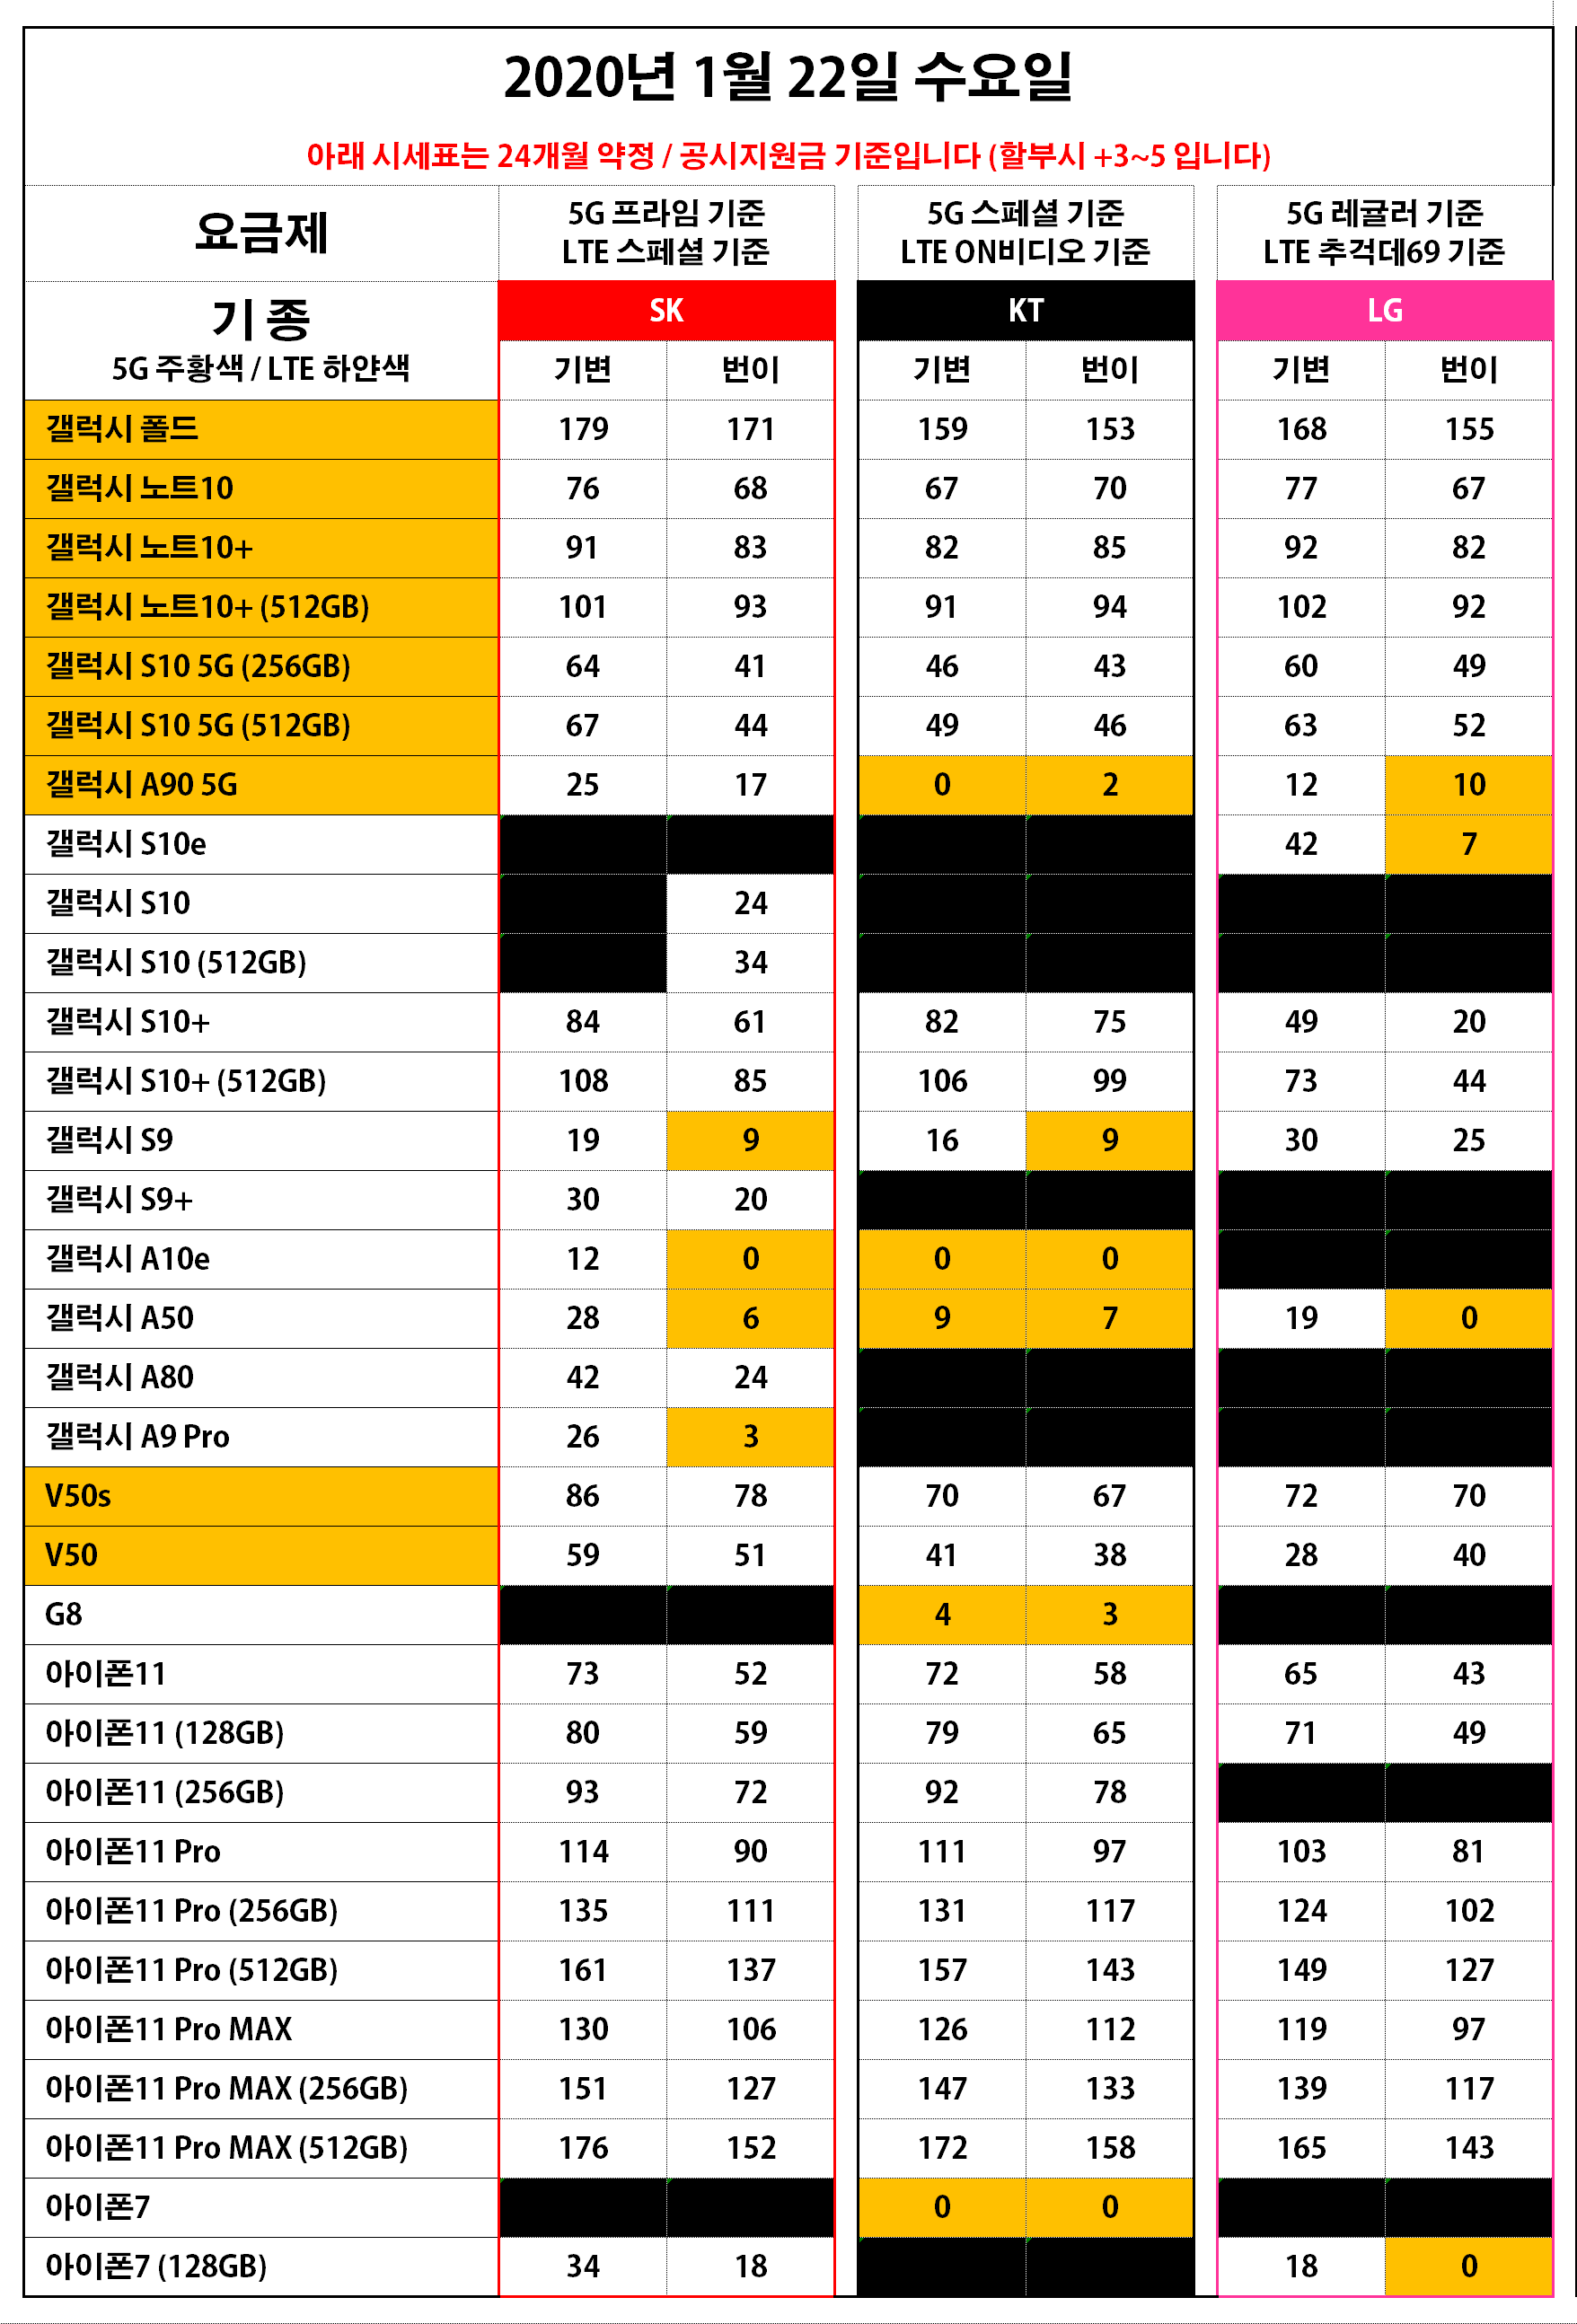 2020년 1월 22일 수요일
아래 시세표는 24개월 약정 / 공시지원금 기준입니다 (할부시 +3~5 입니다)
요금제
5G 프라임 기준
LTE 스페셜 기준
5G 스페셜 기준
LTE ON비디오 기준
5G 레귤러 기준
LTE 추걱데69 기준
기 종
5G 주황색 / LTE 하얀색
SK KT LG
기변 번이 기변 번이 기변 번이
갤럭시 폴드 179 171 159 153 168 155
갤럭시 노트10 76 68 67 70 77 67
갤럭시 노트10+ 91 83 82 85 92 82
갤럭시 노트10+ (512GB) 101 93 91 94 102 92
갤럭시 S10 5G (256GB) 64 41 46 43 60 49
갤럭시 S10 5G (512GB) 67 44 49 46 63 52
갤럭시 A90 5G 25 17 0 2 12 10
갤럭시 S10e 42 7
갤럭시 S10 24
갤럭시 S10 (512GB) 34
갤럭시 S10+ 84 61 82 75 49 20
갤럭시 S10+ (512GB) 108 85 106 99 73 44
갤럭시 S9 19 9 16 9 30 25
갤럭시 S9+ 30 20
갤럭시 A10e 12 0 0 0
갤럭시 A50 28 6 9 7 19 0
갤럭시 A80 42 24
갤럭시 A9 Pro 26 3
V50s 86 78 70 67 72 70
V50 59 51 41 38 28 40
G8 4 3
아이폰11 73 52 72 58 65 43
아이폰11 (128GB) 80 59 79 65 71 49
아이폰11 (256GB) 93 72 92 78
아이폰11 Pro 114 90 111 97 103 81
아이폰11 Pro (256GB) 135 111 131 117 124 102
아이폰11 Pro (512GB) 161 137 157 143 149 127
아이폰11 Pro MAX 130 106 126 112 119 97
아이폰11 Pro MAX (256GB) 151 127 147 133 139 117
아이폰11 Pro MAX (512GB) 176 152 172 158 165 143
아이폰7 0 0
아이폰7 (128GB) 34 18 18 0